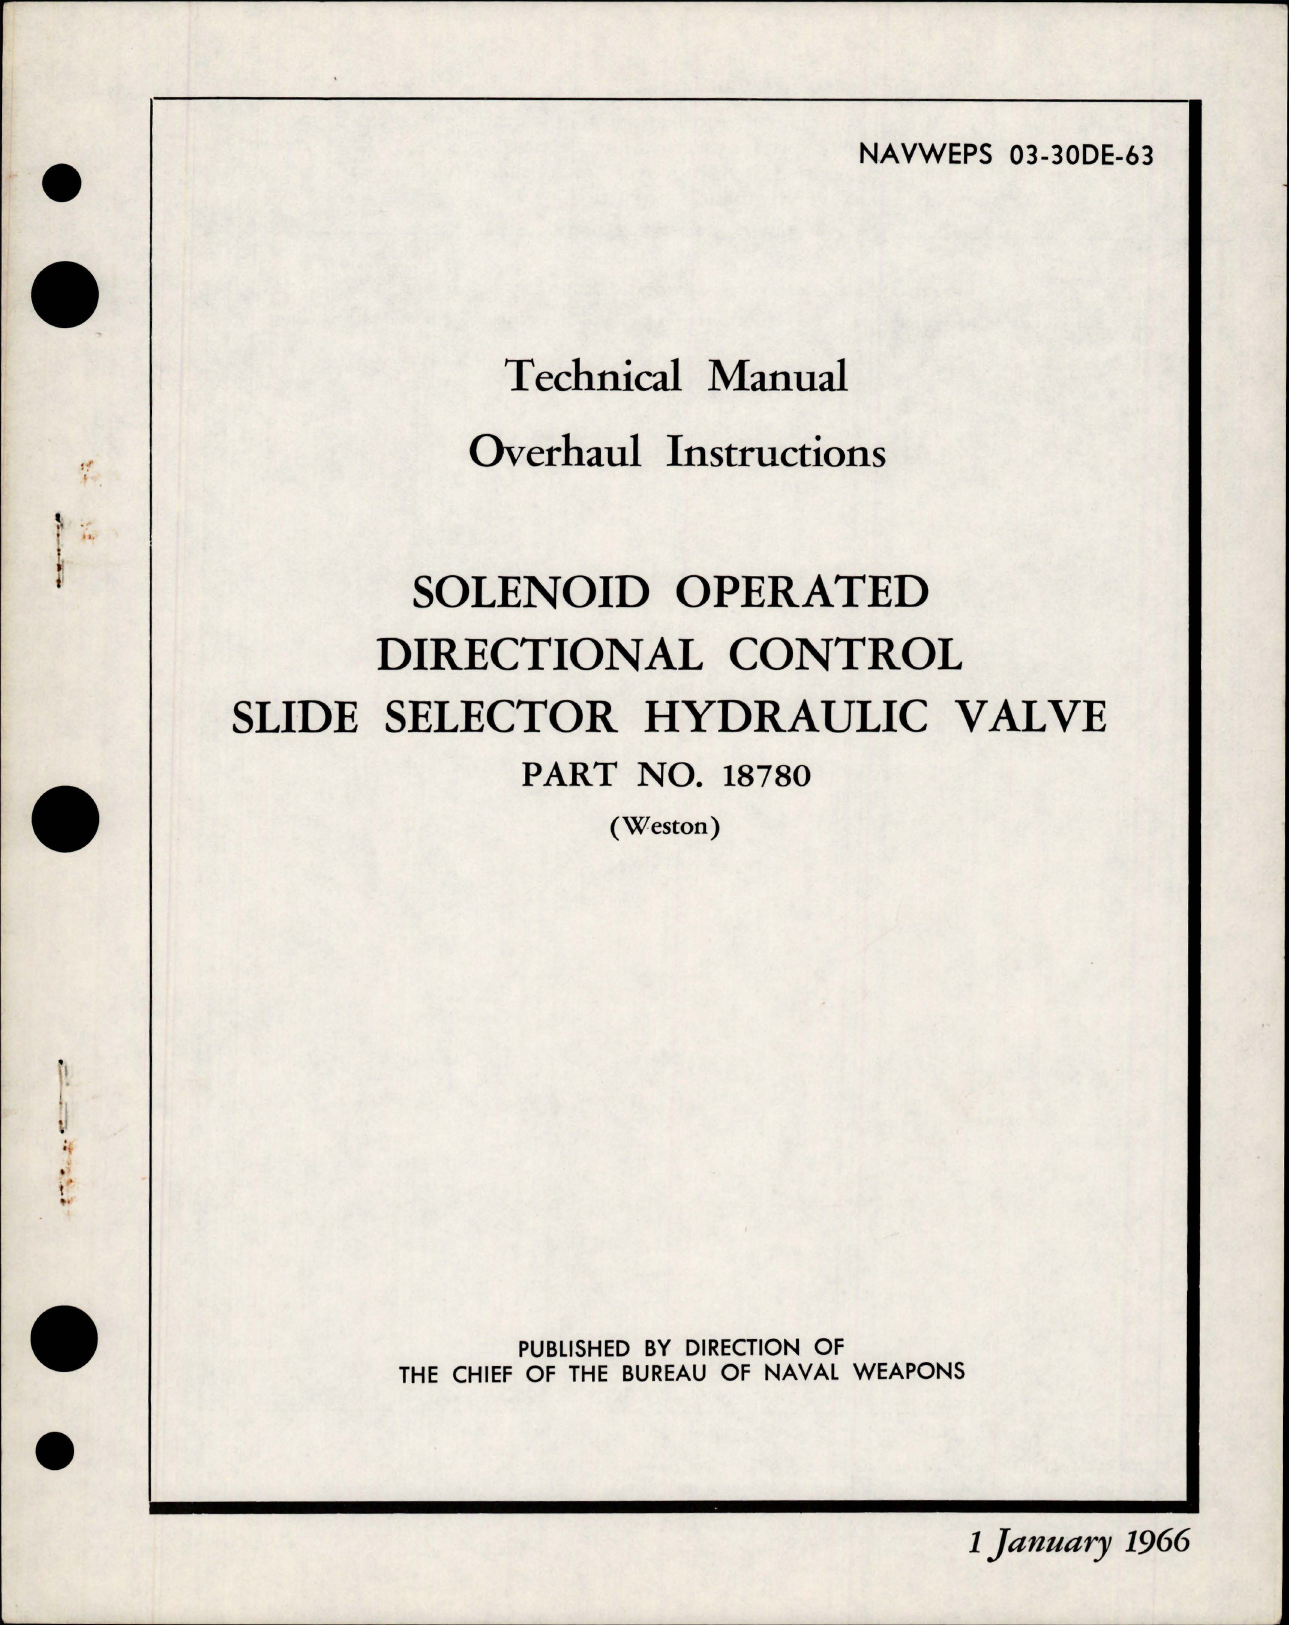 NAVWEPS 03-30DE-63
Technical Manual
Overhaul Instructions
SOLENOID OPERATED
DIRECTIONAL CONTROL
SLIDE SELECTOR HYDRAULIC VALVE
PART NO. 18780
(Weston)
PUBLISHED BY DIRECTION OF
THE CHIEF OF THE BUREAU OF NAVAL WEAPONS
1 January 1966